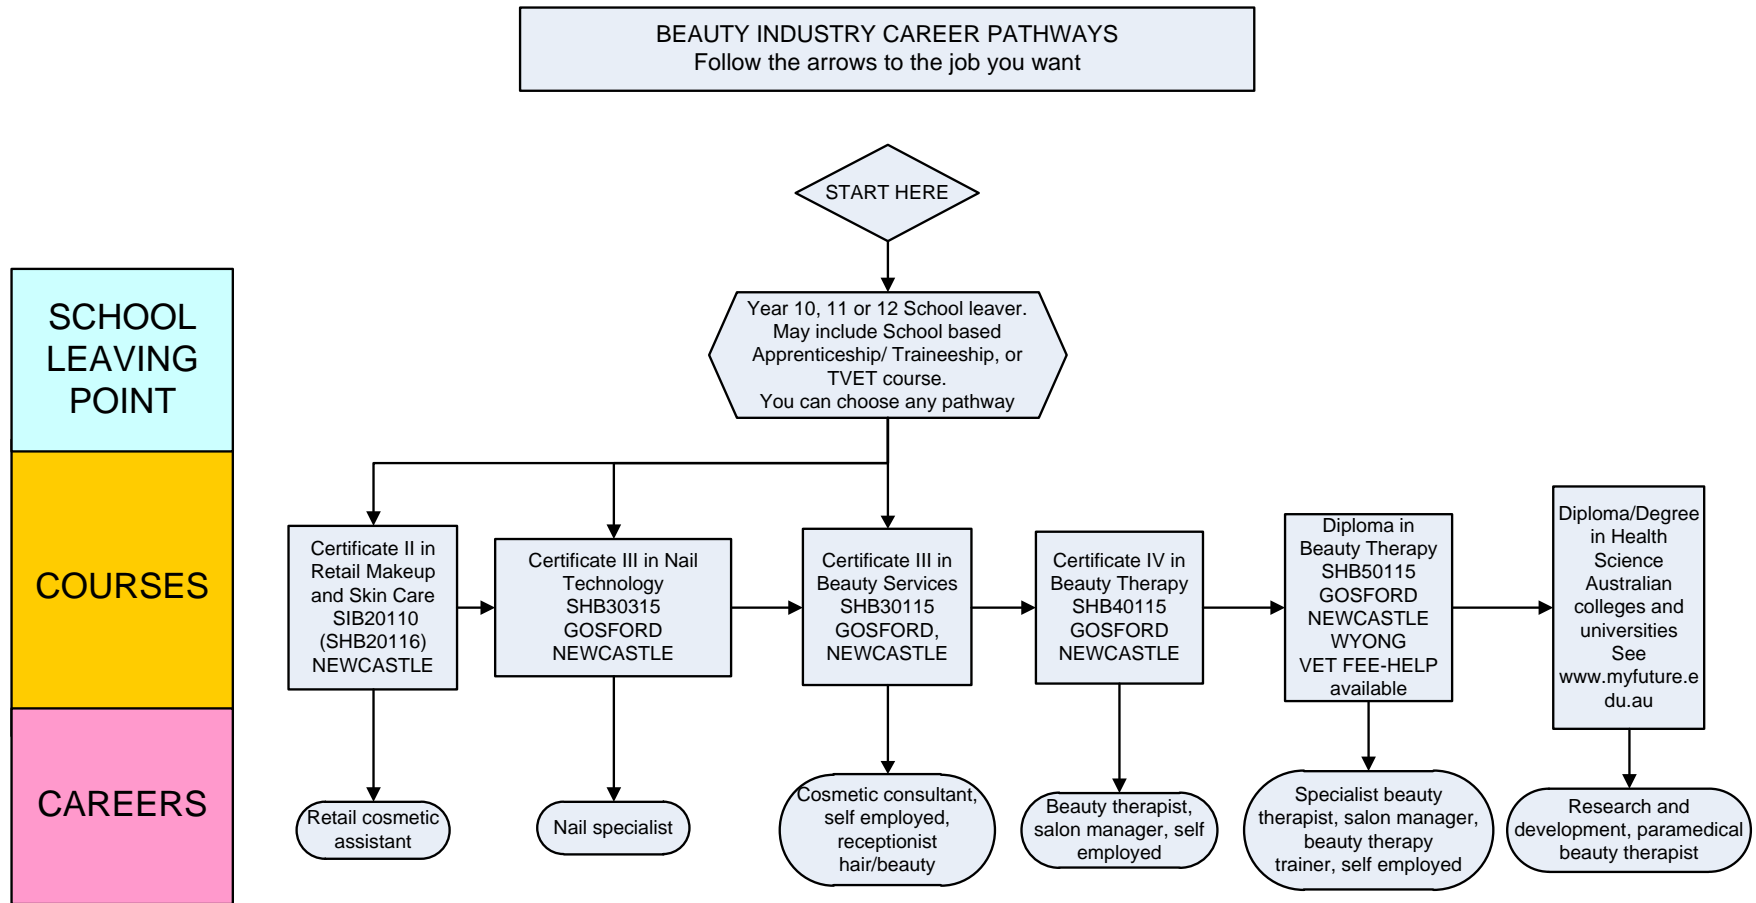 BEAUTY INDUSTRY CAREER PATHWAYS
Follow the arrows to the job you want
START HERE
SCHOOL
LEAVING
POINT
Year 10, 11 or 12 School leaver.
May include School based
Apprenticeship/ Traineeship, or
TVET course.
You can choose any pathway
COURSES
Certificate II in
Retail Makeup
and Skin Care
SIB20110
(SHB20116)
NEWCASTLE
Certificate III in Nail
Technology
SHB30315
GOSFORD
NEWCASTLE
Certificate III in
Beauty Services
SHB30115
GOSFORD,
NEWCASTLE
Certificate IV in
Beauty Therapy
SHB40115
GOSFORD
NEWCASTLE
Diploma in
Beauty Therapy
SHB50115
GOSFORD
NEWCASTLE
WYONG
VET FEE-HELP
available
Diploma/Degree
in Health
Science
Australian
colleges and
universities
See
www.myfuture.e
du.au
CAREERS
Retail cosmetic
assistant
Nail specialist
Cosmetic consultant,
self employed,
receptionist
hair/beauty
Beauty therapist,
salon manager, self
employed
Specialist beauty
therapist, salon manager,
beauty therapy
trainer, self employed
Research and
development, paramedical
beauty therapist